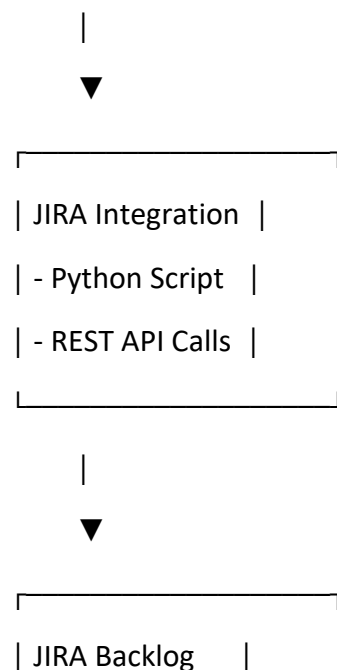 |
▼
┌───────────────────┐
| JIRA Integration |
| - Python Script |
| - REST API Calls |
└───────────────────┘
|
▼
┌───────────────────┐
| JIRA Backlog |